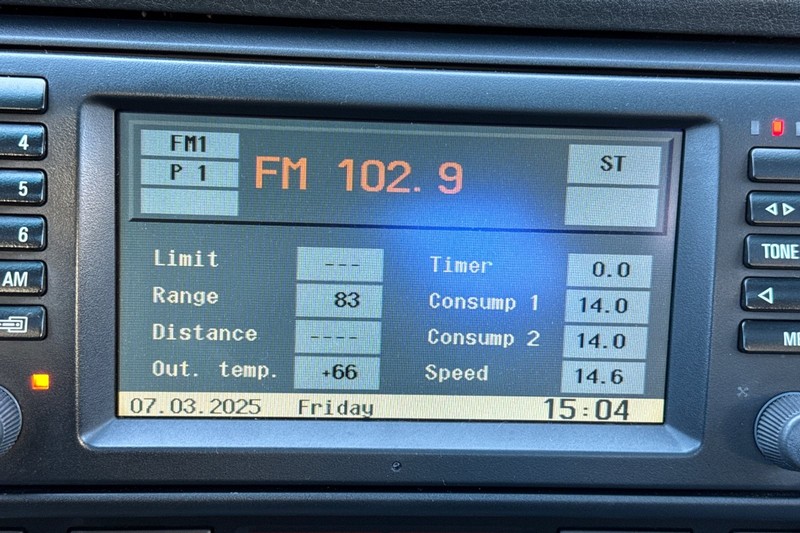 FM1
P 1
FM 102.9
ST
Limit ---
Range 83
Distance ----
Out. temp. +66
Timer 0.0
Consump 1 14.0
Consump 2 14.0
Speed 14.6
07.03.2025 Friday 15:04
4
5
6
AM
TONE